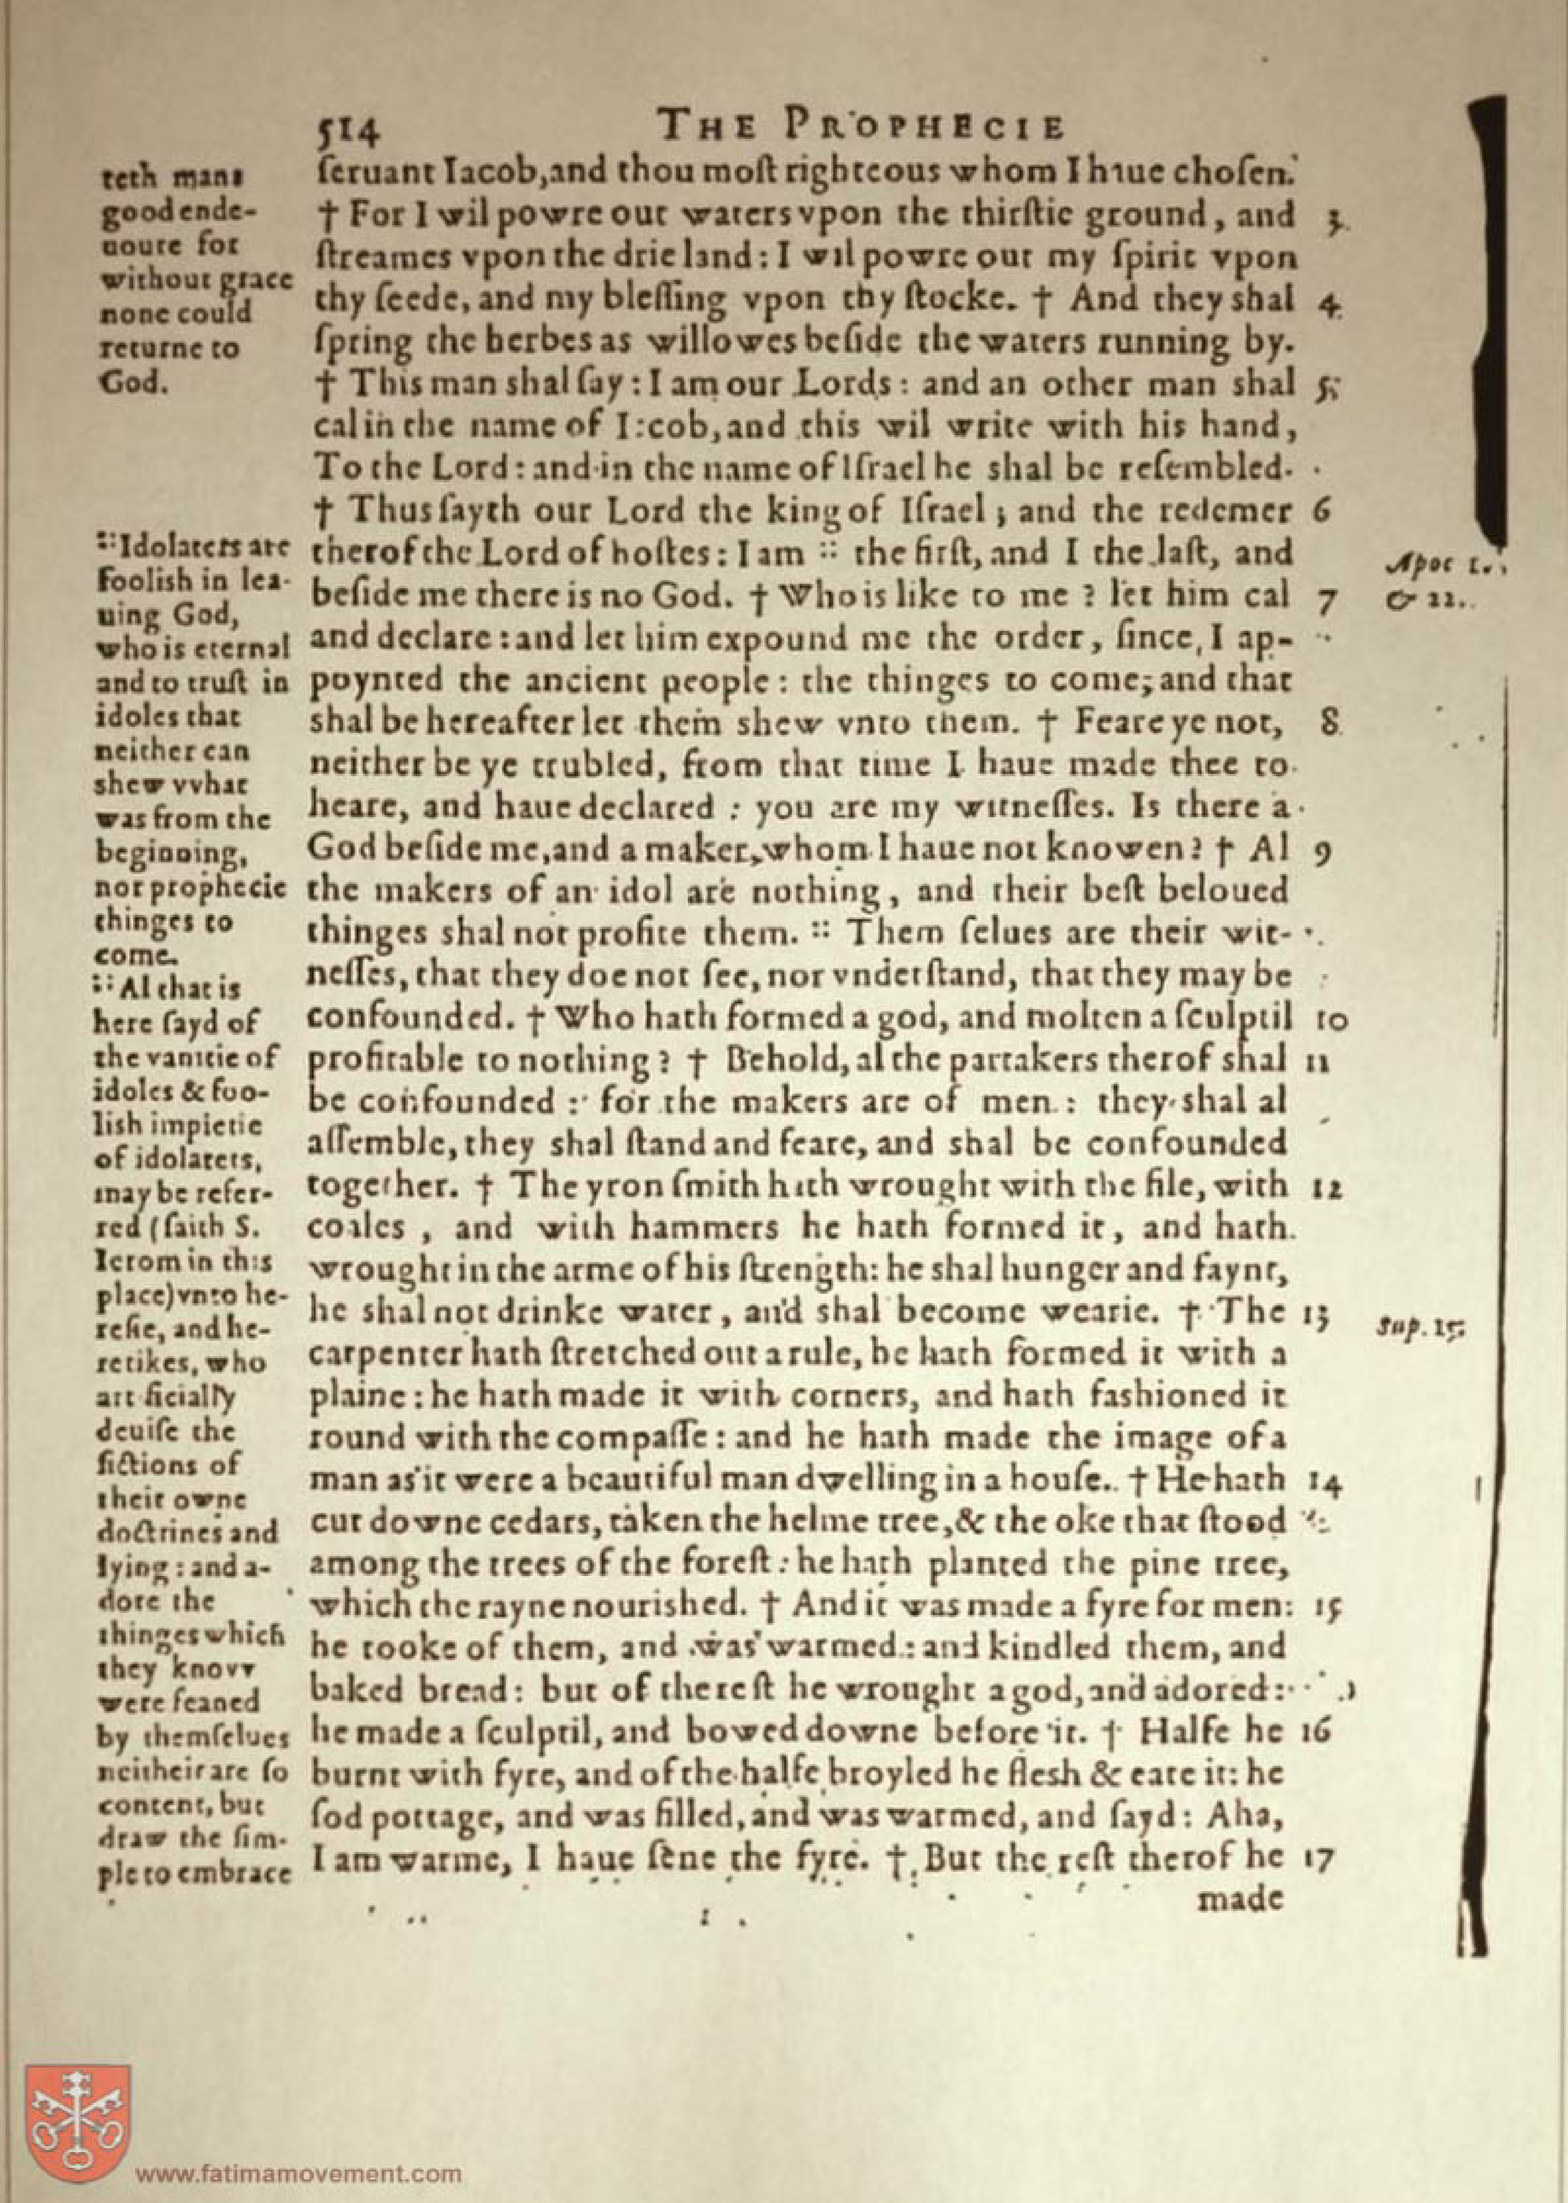 514 THE PROPHECIE
teth mans
good ende-
uoure for
without grace
none could
returne to
God.
ſeruant Iacob, and thou moſt righteous whom I haue choſen.
† For I wil powre out waters vpon the thirſtie ground, and 3
ſtreames vpon the drie land: I wil powre out my ſpirit vpon
thy ſeede, and my bleſſing vpon thy ſtocke. † And they shal 4
ſpring the herbes as willowes beſide the waters running by.
† This man shal ſay: I am our Lords: and an other man shal 5
cal in the name of Iacob, and this wil write with his hand,
To the Lord: and in the name of Iſrael he shal be reſembled.
† Thus ſayth our Lord the king of Iſrael; and the redemer 6
therof the Lord of hoſtes: I am :: the firſt, and I the laſt, and
beſide me there is no God. † Who is like to me? let him cal 7
and declare: and let him expound me the order, ſince I ap-
poynted the ancient people: the thinges to come, and that
shal be hereafter let them shew vnto them. † Feare ye not, 8
neither be ye trubled, from that time I haue made thee to
heare, and haue declared: you are my witneſſes. Is there a
God beſide me, and a maker, whom I haue not knowen? † Al 9
the makers of an idol are nothing, and their beſt beloued
thinges shal not profite them. :: Them ſelues are their wit-
neſſes, that they doe not ſee, nor vnderſtand, that they may be
confounded. † Who hath formed a god, and molten a ſculptil 10
profitable to nothing? † Behold, al the partakers therof shal 11
be confounded: for the makers are of men: they shal al
aſſemble, they shal ſtand and feare, and shal be confounded
together. † The yron ſmith hath wrought with the file, with 12
coales, and with hammers he hath formed it, and hath
wrought in the arme of his ſtrength: he shal hunger and faynt,
he shal not drinke water, and shal become wearie. † The 13
carpenter hath ſtretched out a rule, he hath formed it with a
plaine: he hath made it with corners, and hath fashioned it
round with the compaſſe: and he hath made the image of a
man as it were a beautiful man dwelling in a houſe. † He hath 14
cut downe cedars, taken the helme tree, & the oke that ſtood
among the trees of the foreſt: he hath planted the pine tree,
which the rayne nourished. † And it was made a fyre for men: 15
he tooke of them, and was warmed: and kindled them, and
baked bread: but of the reſt he wrought a god, and adored:
he made a ſculptil, and bowed downe before it. † Halfe he 16
burnt with fyre, and of the halfe broyled he flesh & eate it: he
ſod pottage, and was filled, and was warmed, and ſayd: Aha,
I am warme, I haue ſene the fyre. † But the reſt therof he 17
made
:: Idolaters are
foolish in lea-
uing God,
who is eternal
and to truſt in
idoles that
neither can
shew vvhat
was from the
beginning,
nor prophecie
thinges to
come.
:: Al that is
here ſayd of
the vanitie of
idoles & foo-
lish impietie
of idolaters,
may be refer-
red (ſaith S.
Ierom in this
place) vnto he-
reſie, and he-
retikes, who
artificially
deuiſe the
fictions of
their owne
doctrines and
lying: and a-
dore the
thinges which
they knovv
were feaned
by themſelues
neitheir are ſo
content, but
draw the ſim-
ple to embrace
Apoc 1.
& 22.
Sup. 15.
www.fatimamovement.com